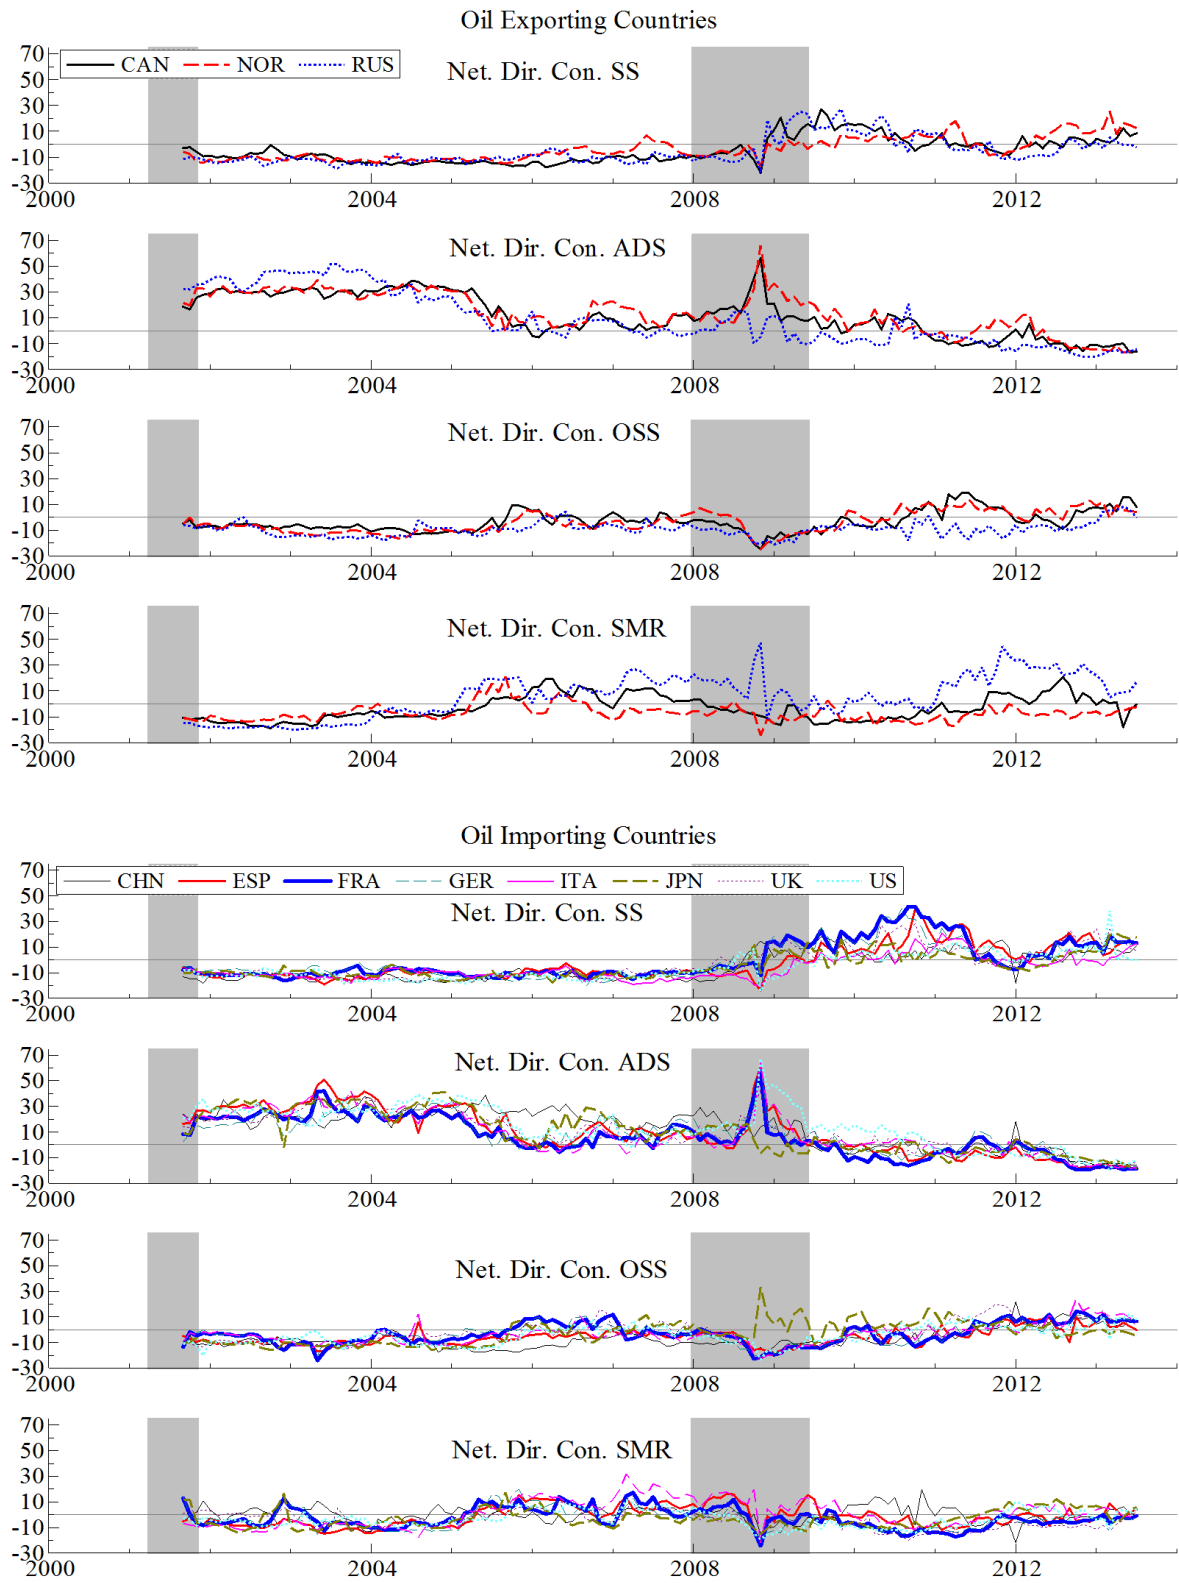 Oil Exporting Countries
70
50
30
10
-10
-30
CAN NOR RUS
Net. Dir. Con. SS
2000 2004 2008 2012
70
50
30
10
-10
-30
Net. Dir. Con. ADS
2000 2004 2008 2012
70
50
30
10
-10
-30
Net. Dir. Con. OSS
2000 2004 2008 2012
70
50
30
10
-10
-30
Net. Dir. Con. SMR
2000 2004 2008 2012
Oil Importing Countries
70
50
30
10
-10
-30
CHN ESP FRA GER ITA JPN UK US
Net. Dir. Con. SS
2000 2004 2008 2012
70
50
30
10
-10
-30
Net. Dir. Con. ADS
2000 2004 2008 2012
70
50
30
10
-10
-30
Net. Dir. Con. OSS
2000 2004 2008 2012
70
50
30
10
-10
-30
Net. Dir. Con. SMR
2000 2004 2008 2012